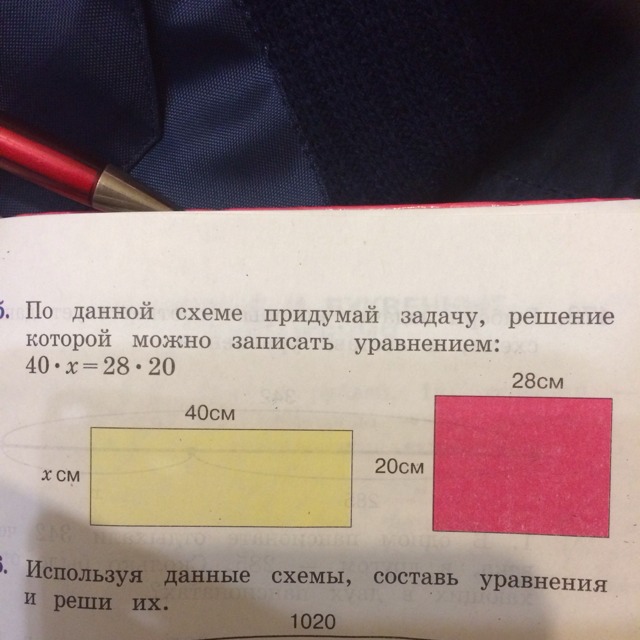 5. По данной схеме придумай задачу, решение
которой можно записать уравнением:
40 · x = 28 · 20
28см
40см
20см
x см
6. Используя данные схемы, составь уравнения
и реши их.
1020